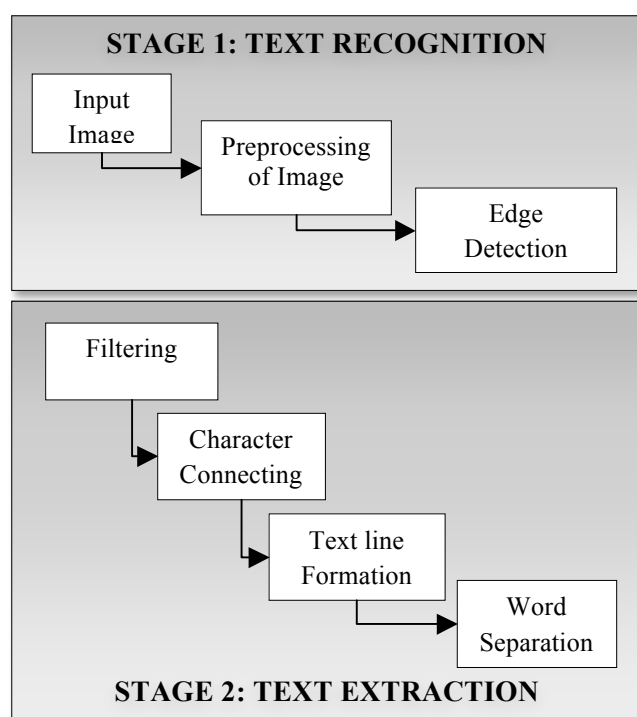 STAGE 1: TEXT RECOGNITION
Input
Image
Preprocessing
of Image
Edge
Detection
Filtering
Character
Connecting
Text line
Formation
Word
Separation
STAGE 2: TEXT EXTRACTION